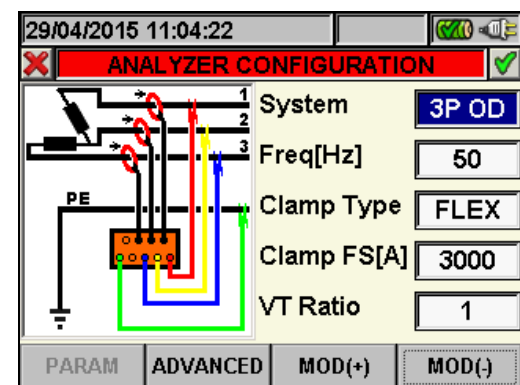 29/04/2015 11:04:22
ANALYZER CONFIGURATION
1
2
3
PE
System 3P OD
Freq[Hz] 50
Clamp Type FLEX
Clamp FS[A] 3000
VT Ratio 1
PARAM ADVANCED MOD(+) MOD(-)